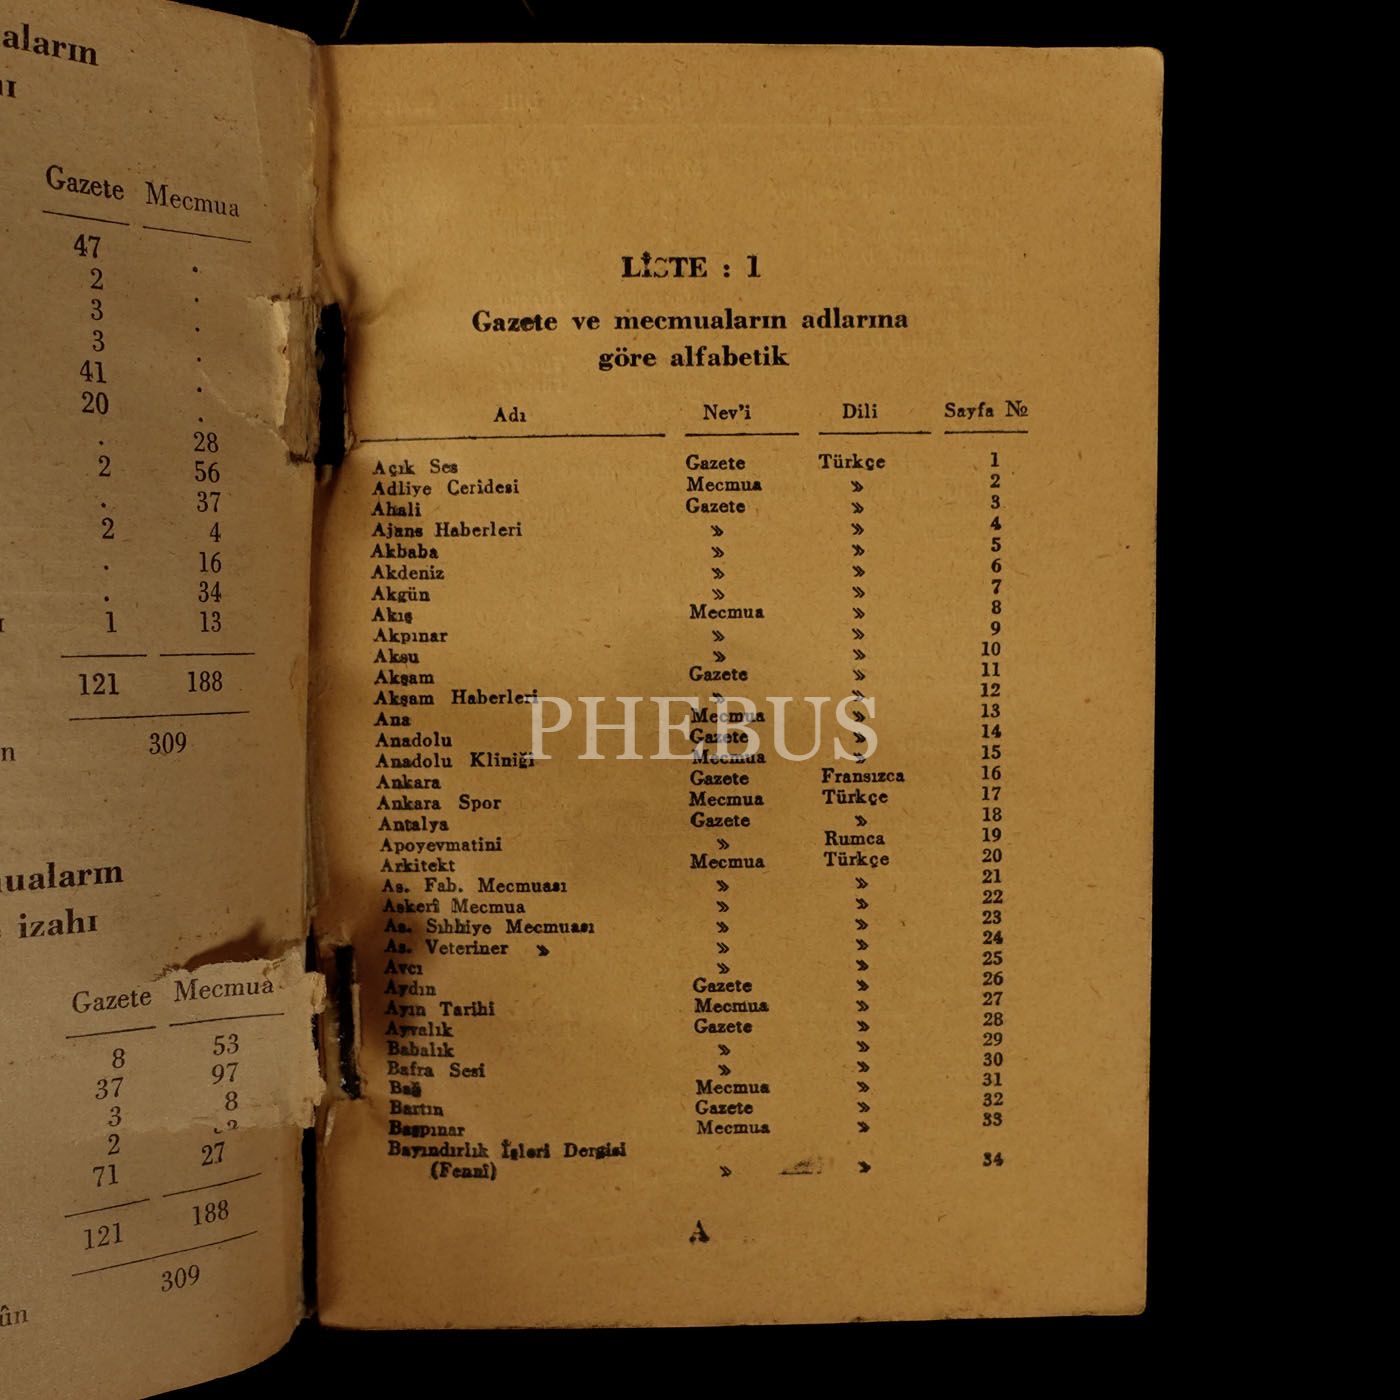 aların
Gazete Mecmua
47 .
2 .
3 .
3 .
41 .
20 .
. 28
2 56
. 37
2 4
. 16
. 34
1 13
121 188
309
n
uaların
izahı
Gazete Mecmua
8 53
37 97
3 8
2
71 27
121 188
309
ûn
LİSTE : 1
Gazete ve mecmuaların adlarına
göre alfabetik
Adı Nev'i Dili Sayfa №
Açık Ses Gazete Türkçe 1
Adliye Ceridesi Mecmua » 2
Ahali Gazete » 3
Ajans Haberleri » » 4
Akbaba » » 5
Akdeniz » » 6
Akgün » » 7
Akış Mecmua » 8
Akpınar » » 9
Aksu » » 10
Akşam Gazete » 11
Akşam Haberleri » » 12
Ana Mecmua » 13
Anadolu Gazete » 14
Anadolu Kliniği Mecmua » 15
Ankara Gazete Fransızca 16
Ankara Spor Mecmua Türkçe 17
Antalya Gazete » 18
Apoyevmatini » Rumca 19
Arkitekt Mecmua Türkçe 20
As. Fab. Mecmuası » » 21
Askerî Mecmua » » 22
As. Sıhhiye Mecmuası » » 23
As. Veteriner » » » 24
Avcı » » 25
Aydın Gazete » 26
Ayın Tarihi Mecmua » 27
Ayvalık Gazete » 28
Babalık » » 29
Bafra Sesi » » 30
Bağ Mecmua » 31
Bartın Gazete » 32
Başpınar Mecmua » 33
Bayındırlık İşleri Dergisi
(Fennî) » » 34
A
PHEBUS